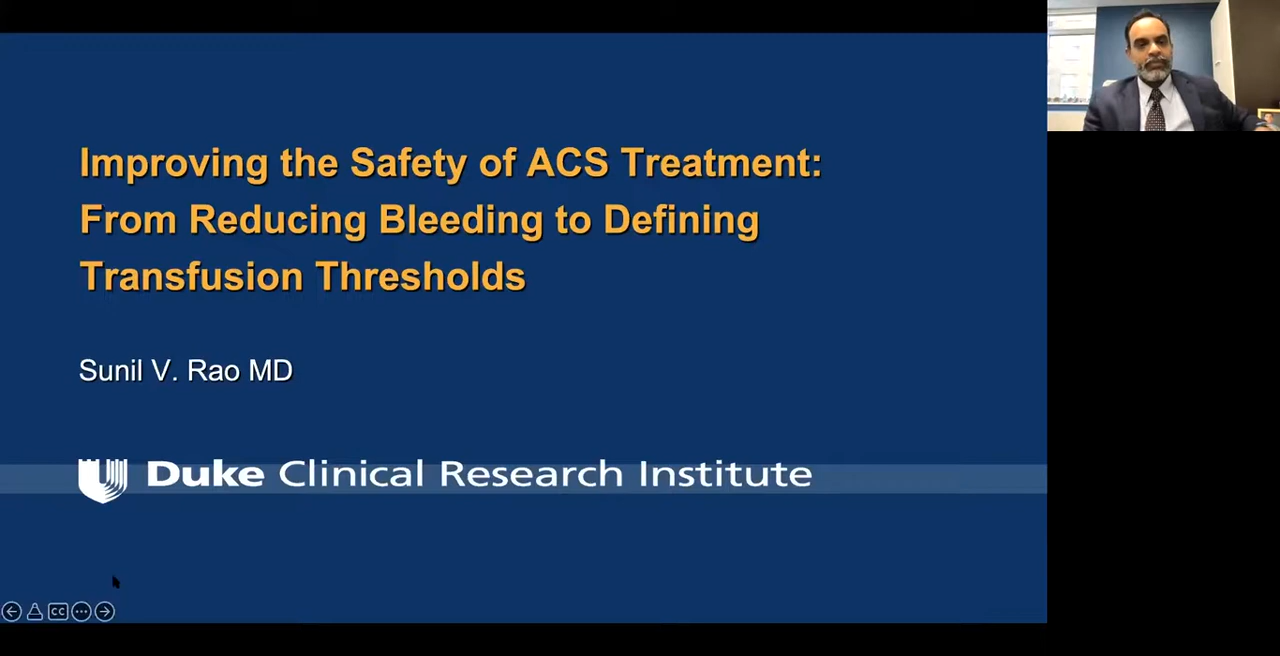 Improving the Safety of ACS Treatment:
From Reducing Bleeding to Defining
Transfusion Thresholds
Sunil V. Rao MD
Duke Clinical Research Institute
CC